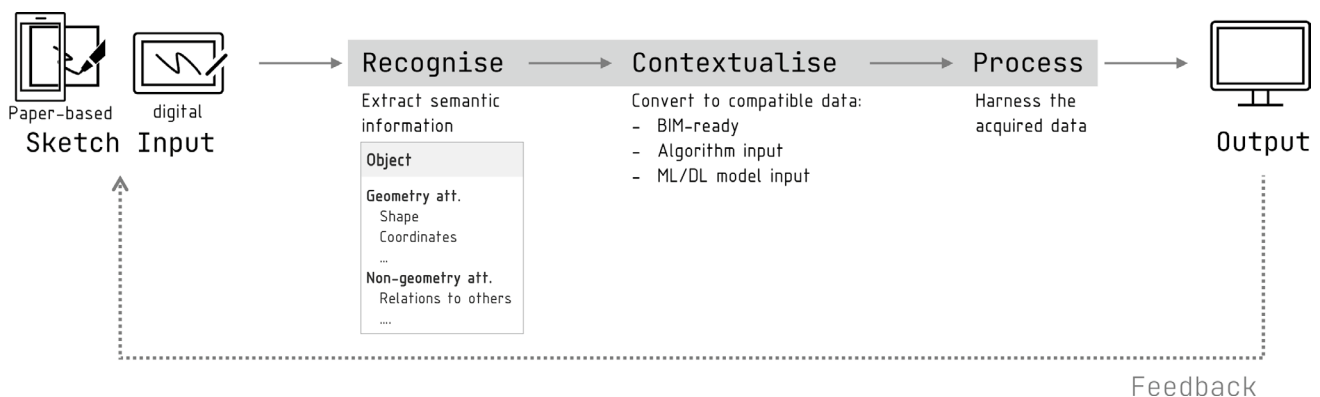 Paper-based
digital
Sketch Input
Recognise
Extract semantic
information
Object
Geometry att.
Shape
Coordinates
...
Non-geometry att.
Relations to others
....
Contextualise
Convert to compatible data:
- BIM-ready
- Algorithm input
- ML/DL model input
Process
Harness the
acquired data
Output
Feedback